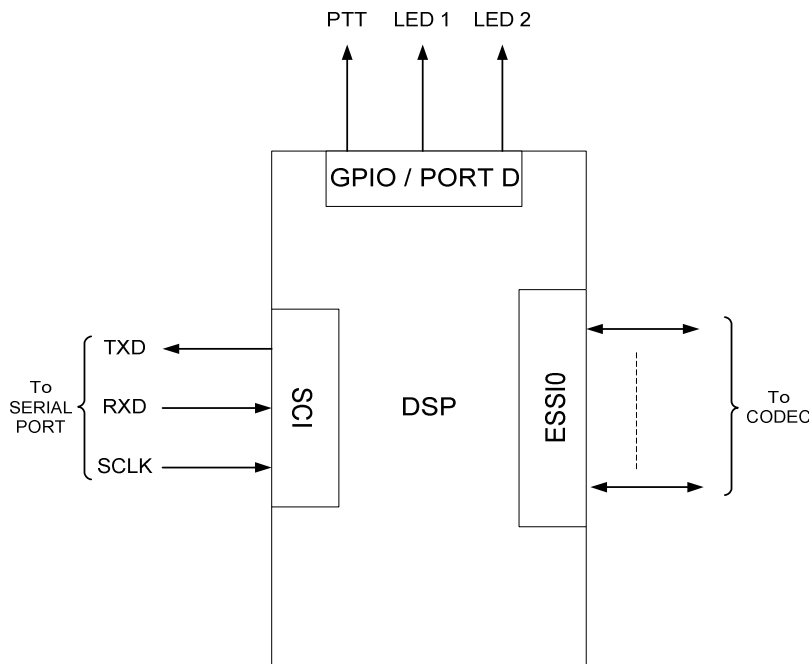 PTT LED 1 LED 2
GPIO / PORT D
To
SERIAL
PORT
TXD
RXD
SCLK
SCI
DSP
ESSI0
To
CODEC